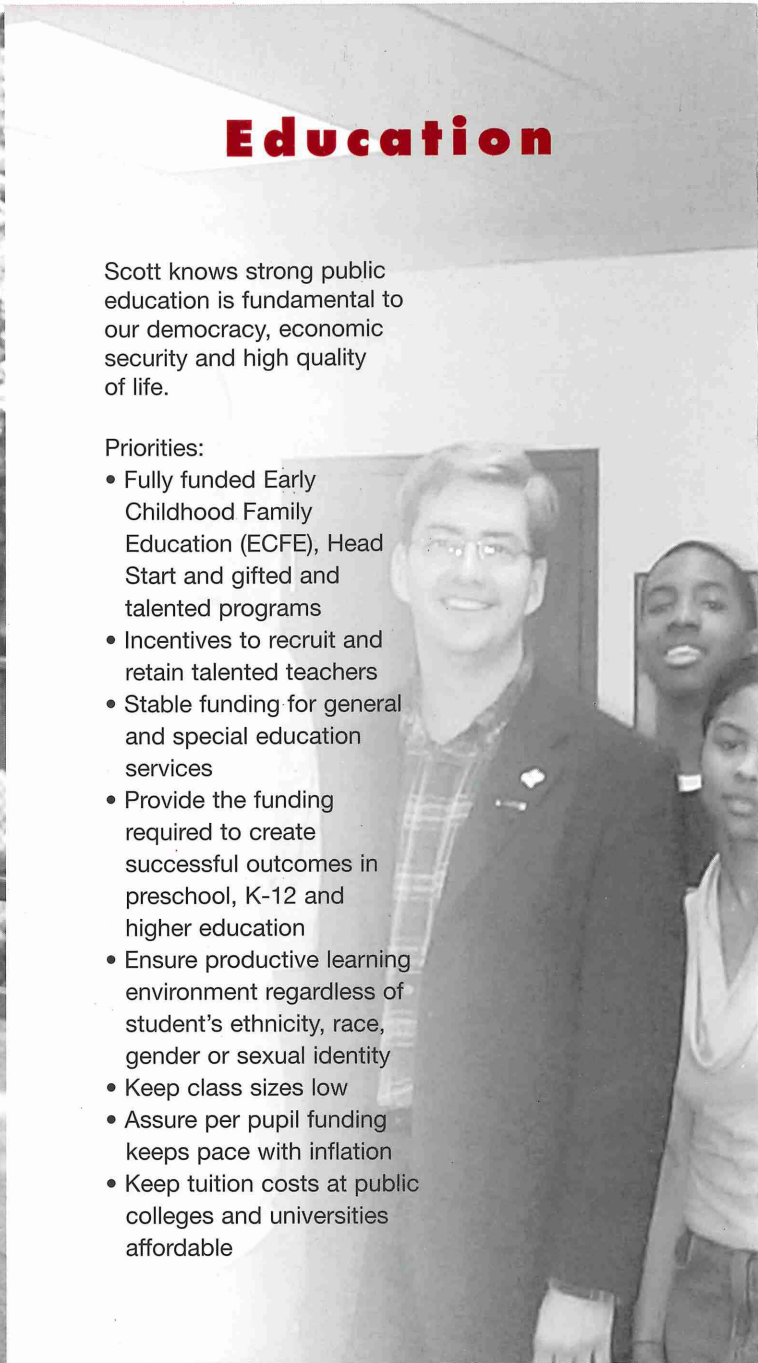 Education
Scott knows strong public
education is fundamental to
our democracy, economic
security and high quality
of life.
Priorities:
• Fully funded Early
Childhood Family
Education (ECFE), Head
Start and gifted and
talented programs
• Incentives to recruit and
retain talented teachers
• Stable funding for general
and special education
services
• Provide the funding
required to create
successful outcomes in
preschool, K-12 and
higher education
• Ensure productive learning
environment regardless of
student's ethnicity, race,
gender or sexual identity
• Keep class sizes low
• Assure per pupil funding
keeps pace with inflation
• Keep tuition costs at public
colleges and universities
affordable